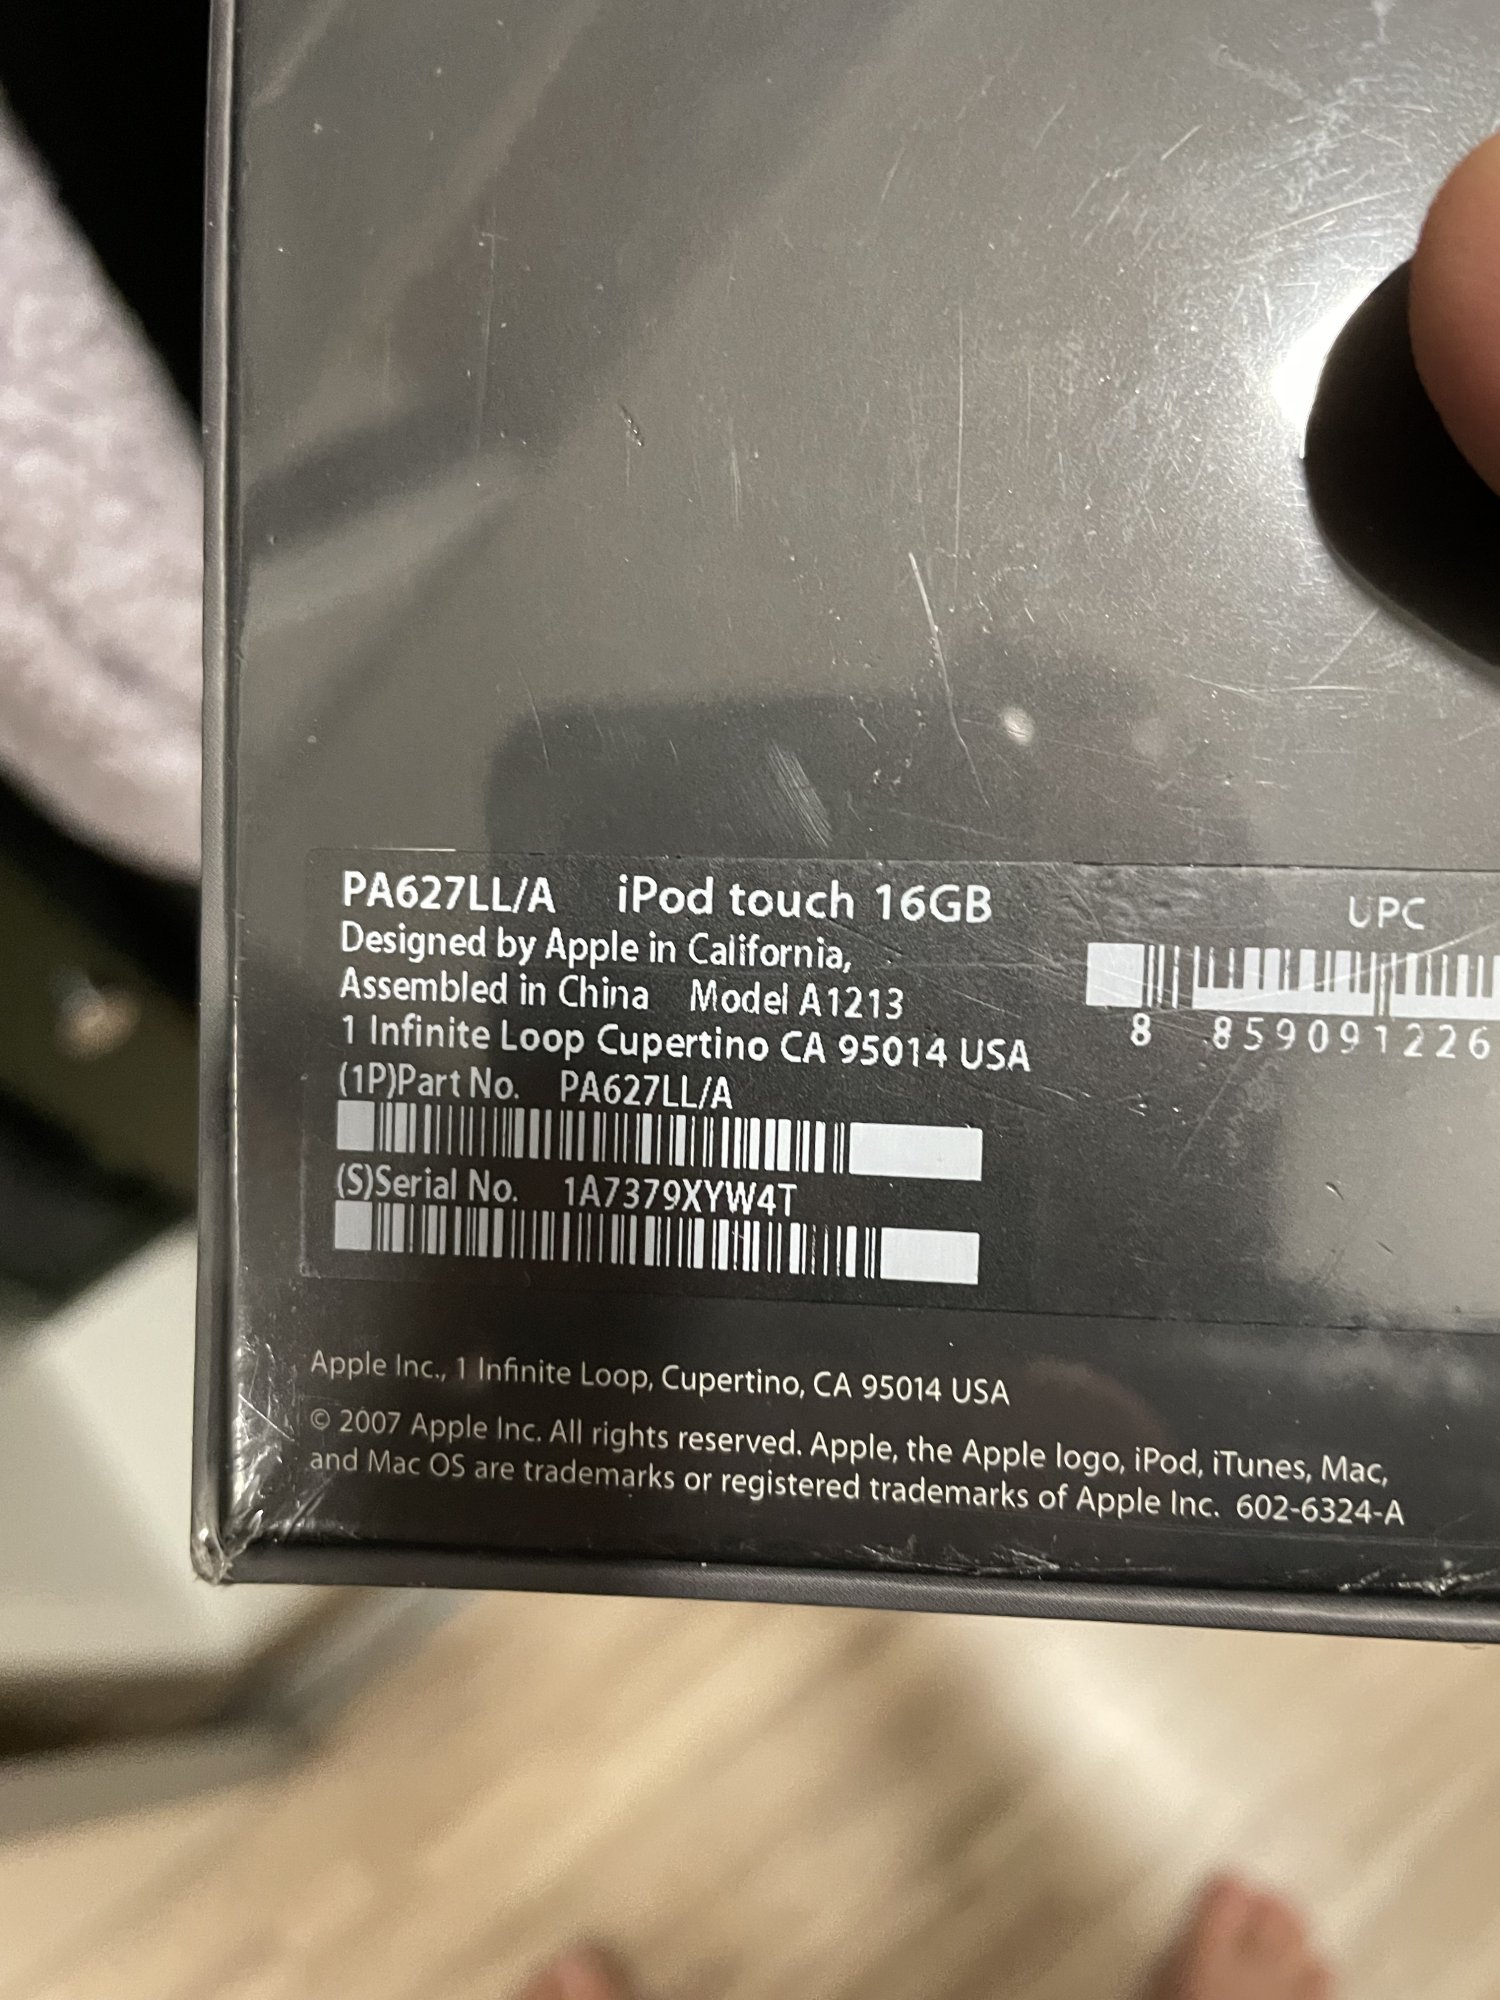 PA627LL/A iPod touch 16GB
Designed by Apple in California,
Assembled in China Model A1213
1 Infinite Loop Cupertino CA 95014 USA
(1P)Part No. PA627LL/A
(S)Serial No. 1A7379XYW4T
UPC
8 85909 1226
Apple Inc., 1 Infinite Loop, Cupertino, CA 95014 USA
© 2007 Apple Inc. All rights reserved. Apple, the Apple logo, iPod, iTunes, Mac,
and Mac OS are trademarks or registered trademarks of Apple Inc. 602-6324-A